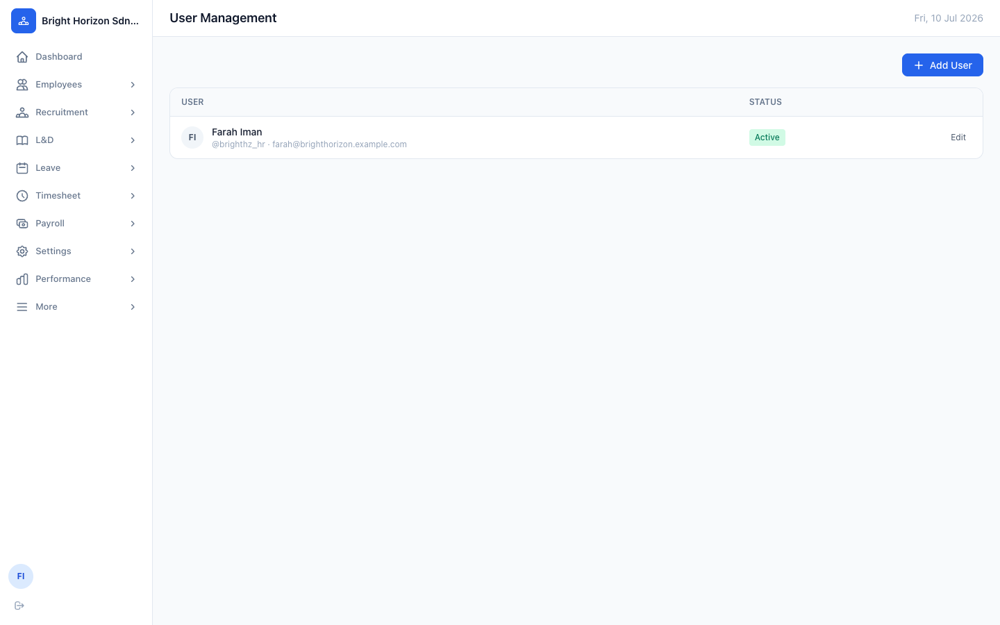 Bright Horizon Sdn...
Dashboard
Employees
Recruitment
L&D
Leave
Timesheet
Payroll
Settings
Performance
More
FI
User Management
Fri, 10 Jul 2026
Add User
USER
STATUS
FI
Farah Iman
@brighthz_hr · farah@brighthorizon.example.com
Active
Edit